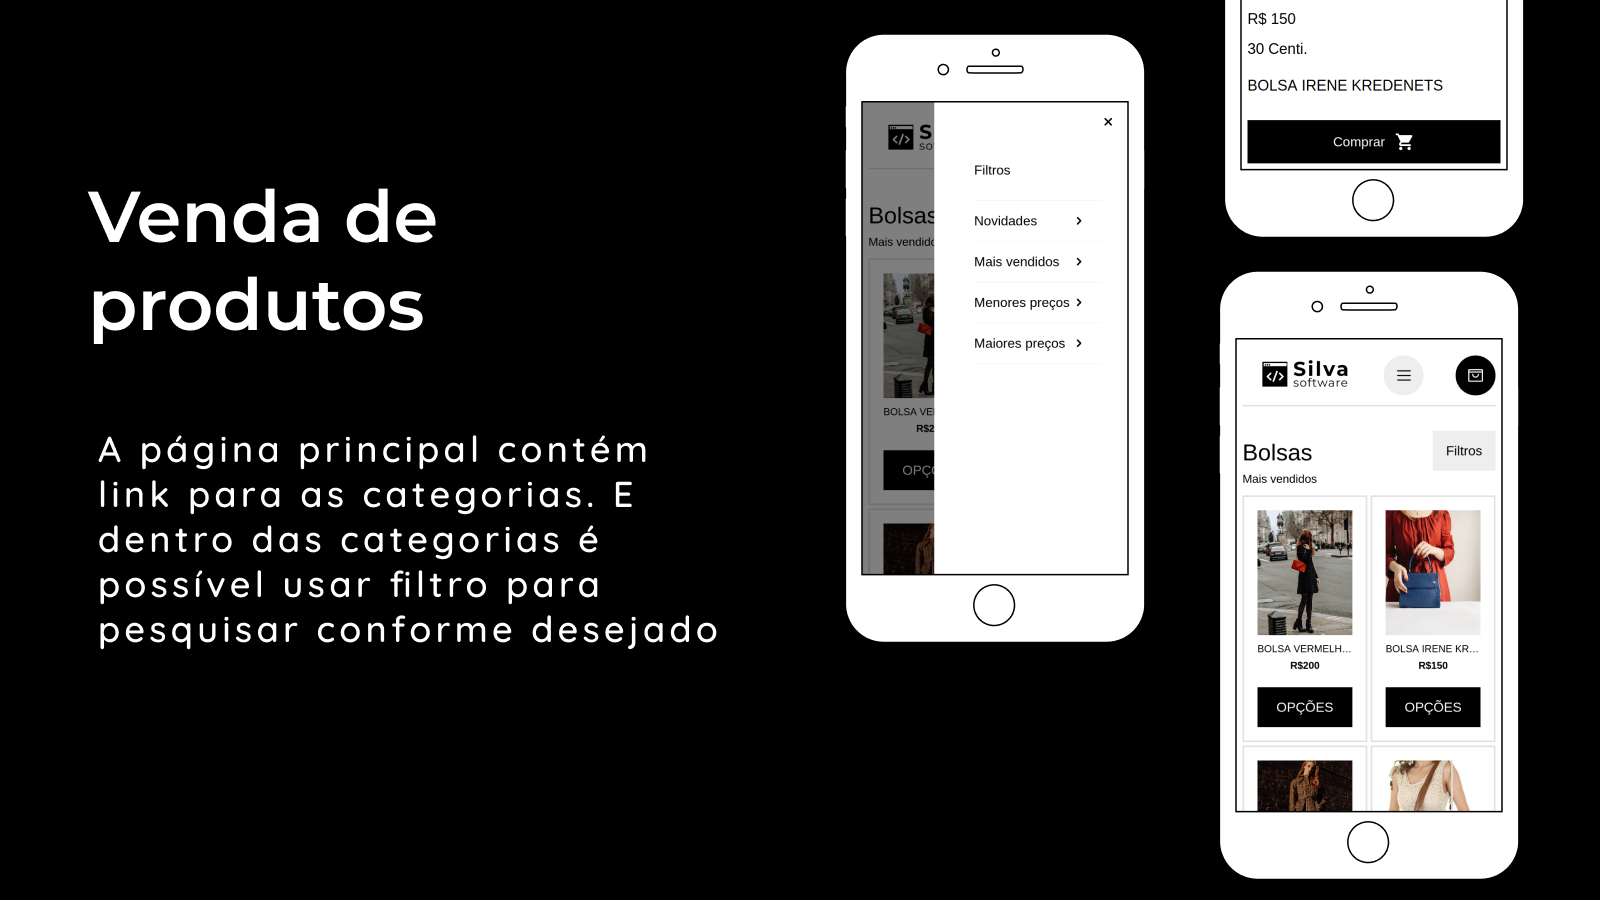 Venda de
produtos
A página principal contém
link para as categorias. E
dentro das categorias é
possível usar filtro para
pesquisar conforme desejado
S
so
Bolsas
Mais vendido
BOLSA VE
R$2
OPÇ
Filtros
Novidades
Mais vendidos
Menores preços
Maiores preços
R$ 150
30 Centi.
BOLSA IRENE KREDENETS
Comprar
Silva
software
Bolsas
Filtros
Mais vendidos
BOLSA VERMELH...
BOLSA IRENE KR...
R$200
R$150
OPÇÕES
OPÇÕES